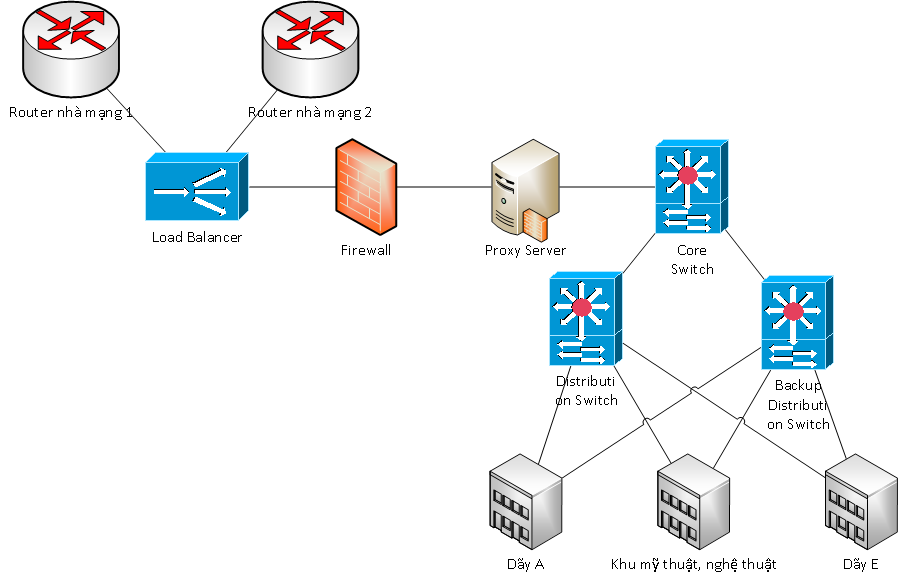 Router nhà mạng 1
Router nhà mạng 2
Load Balancer
Firewall
Proxy Server
Core
Switch
Distributi
on Switch
Backup
Distributi
on Switch
Dãy A
Khu mỹ thuật, nghệ thuật
Dãy E